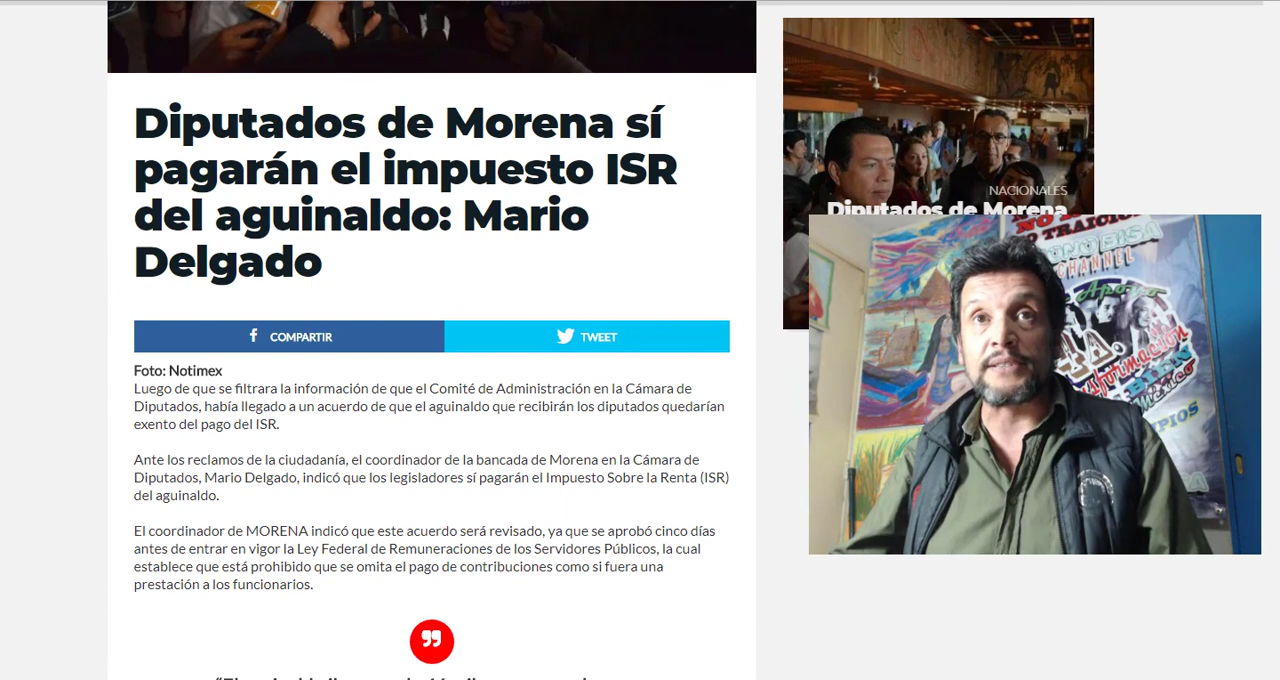 Diputados de Morena sí
pagarán el impuesto ISR
del aguinaldo: Mario
Delgado
COMPARTIR
TWEET
Foto: Notimex
Luego de que se filtrara la información de que el Comité de Administración en la Cámara de
Diputados, había llegado a un acuerdo de que el aguinaldo que recibirán los diputados quedarían
exento del pago del ISR.
Ante los reclamos de la ciudadanía, el coordinador de la bancada de Morena en la Cámara de
Diputados, Mario Delgado, indicó que los legisladores sí pagarán el Impuesto Sobre la Renta (ISR)
del aguinaldo.
El coordinador de MORENA indicó que este acuerdo será revisado, ya que se aprobó cinco días
antes de entrar en vigor la Ley Federal de Remuneraciones de los Servidores Públicos, la cual
establece que está prohibido que se omita el pago de contribuciones como si fuera una
prestación a los funcionarios.
NACIONALES
Diputados de Morena
NO
TRAICION
CHANNEL
Apoyo